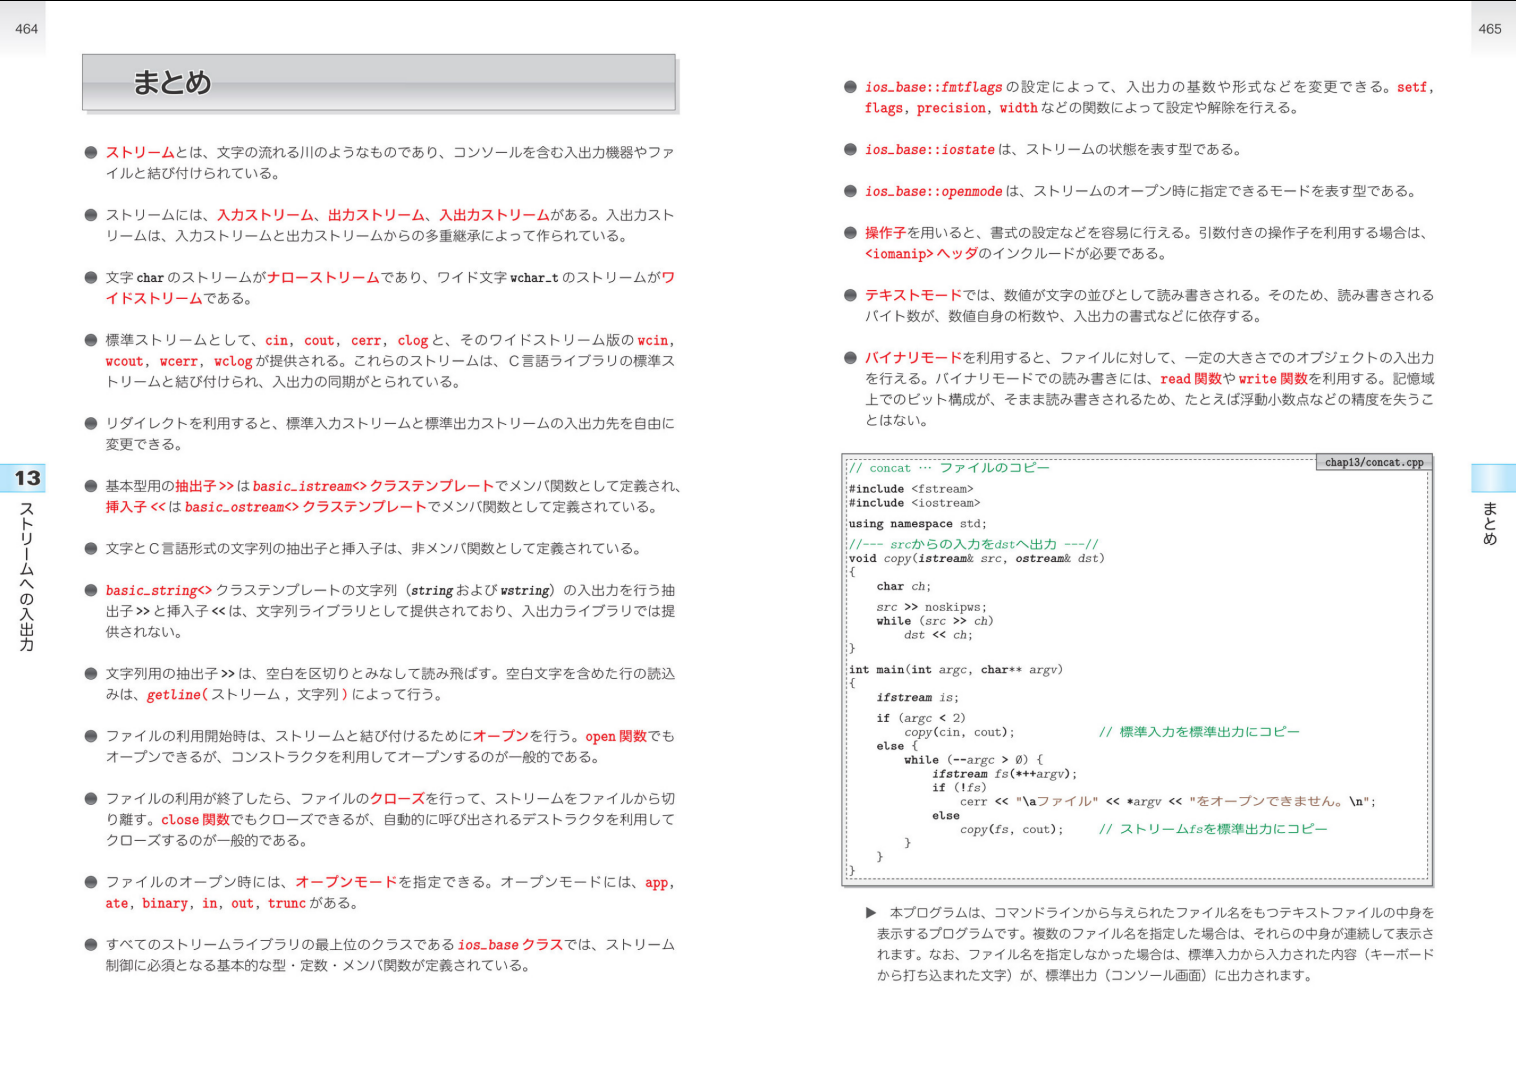 464
まとめ
● ストリームとは、文字の流れる川のようなものであり、コンソールを含む入出力機器やファ
イルと結び付けられている。
● ストリームには、入力ストリーム、出力ストリーム、入出力ストリームがある。入出力スト
リームは、入力ストリームと出力ストリームからの多重継承によって作られている。
● 文字 char のストリームがナローストリームであり、ワイド文字 wchar_t のストリームがワ
イドストリームである。
● 標準ストリームとして、cin, cout, cerr, clog と、そのワイドストリーム版の wcin,
wcout, wcerr, wclog が提供される。これらのストリームは、C言語ライブラリの標準ス
トリームと結び付けられ、入出力の同期がとられている。
● リダイレクトを利用すると、標準入力ストリームと標準出力ストリームの入出力先を自由に
変更できる。
● 基本型用の抽出子 >> は basic_istream<> クラステンプレートでメンバ関数として定義され、
挿入子 << は basic_ostream<> クラステンプレートでメンバ関数として定義されている。
● 文字とC言語形式の文字列の抽出子と挿入子は、非メンバ関数として定義されている。
● basic_string<> クラステンプレートの文字列（string および wstring）の入出力を行う抽
出子 >> と挿入子 << は、文字列ライブラリとして提供されており、入出力ライブラリでは提
供されない。
● 文字列用の抽出子 >> は、空白を区切りとみなして読み飛ばす。空白文字を含めた行の読込
みは、getline( ストリーム , 文字列 ) によって行う。
● ファイルの利用開始時は、ストリームと結び付けるためにオープンを行う。open 関数でも
オープンできるが、コンストラクタを利用してオープンするのが一般的である。
● ファイルの利用が終了したら、ファイルのクローズを行って、ストリームをファイルから切
り離す。close 関数でもクローズできるが、自動的に呼び出されるデストラクタを利用して
クローズするのが一般的である。
● ファイルのオープン時には、オープンモードを指定できる。オープンモードには、app,
ate, binary, in, out, trunc がある。
● すべてのストリームライブラリの最上位のクラスである ios_base クラスでは、ストリーム
制御に必須となる基本的な型・定数・メンバ関数が定義されている。
13
ストリームへの入出力
465
● ios_base::fmtflags の設定によって、入出力の基数や形式などを変更できる。setf,
flags, precision, width などの関数によって設定や解除を行える。
● ios_base::iostate は、ストリームの状態を表す型である。
● ios_base::openmode は、ストリームのオープン時に指定できるモードを表す型である。
● 操作子を用いると、書式の設定などを容易に行える。引数付きの操作子を利用する場合は、
<iomanip> ヘッダのインクルードが必要である。
● テキストモードでは、数値が文字の並びとして読み書きされる。そのため、読み書きされる
バイト数が、数値自身の桁数や、入出力の書式などに依存する。
● バイナリモードを利用すると、ファイルに対して、一定の大きさでのオブジェクトの入出力
を行える。バイナリモードでの読み書きには、read 関数や write 関数を利用する。記憶域
上でのビット構成が、そまま読み書きされるため、たとえば浮動小数点などの精度を失うこ
とはない。
chap13/concat.cpp
// concat … ファイルのコピー
#include <fstream>
#include <iostream>
using namespace std;
//--- srcからの入力をdstへ出力 ---//
void copy(istream& src, ostream& dst)
{
    char ch;
    src >> noskipws;
    while (src >> ch)
        dst << ch;
}
int main(int argc, char** argv)
{
    ifstream is;
    if (argc < 2)
        copy(cin, cout);            // 標準入力を標準出力にコピー
    else {
        while (--argc > 0) {
            ifstream fs(*++argv);
            if (!fs)
                cerr << "\aファイル" << *argv << "をオープンできません。\n";
            else
                copy(fs, cout);     // ストリームfsを標準出力にコピー
        }
    }
}
▶ 本プログラムは、コマンドラインから与えられたファイル名をもつテキストファイルの中身を
表示するプログラムです。複数のファイル名を指定した場合は、それらの中身が連続して表示さ
れます。なお、ファイル名を指定しなかった場合は、標準入力から入力された内容（キーボード
から打ち込まれた文字）が、標準出力（コンソール画面）に出力されます。
まとめ